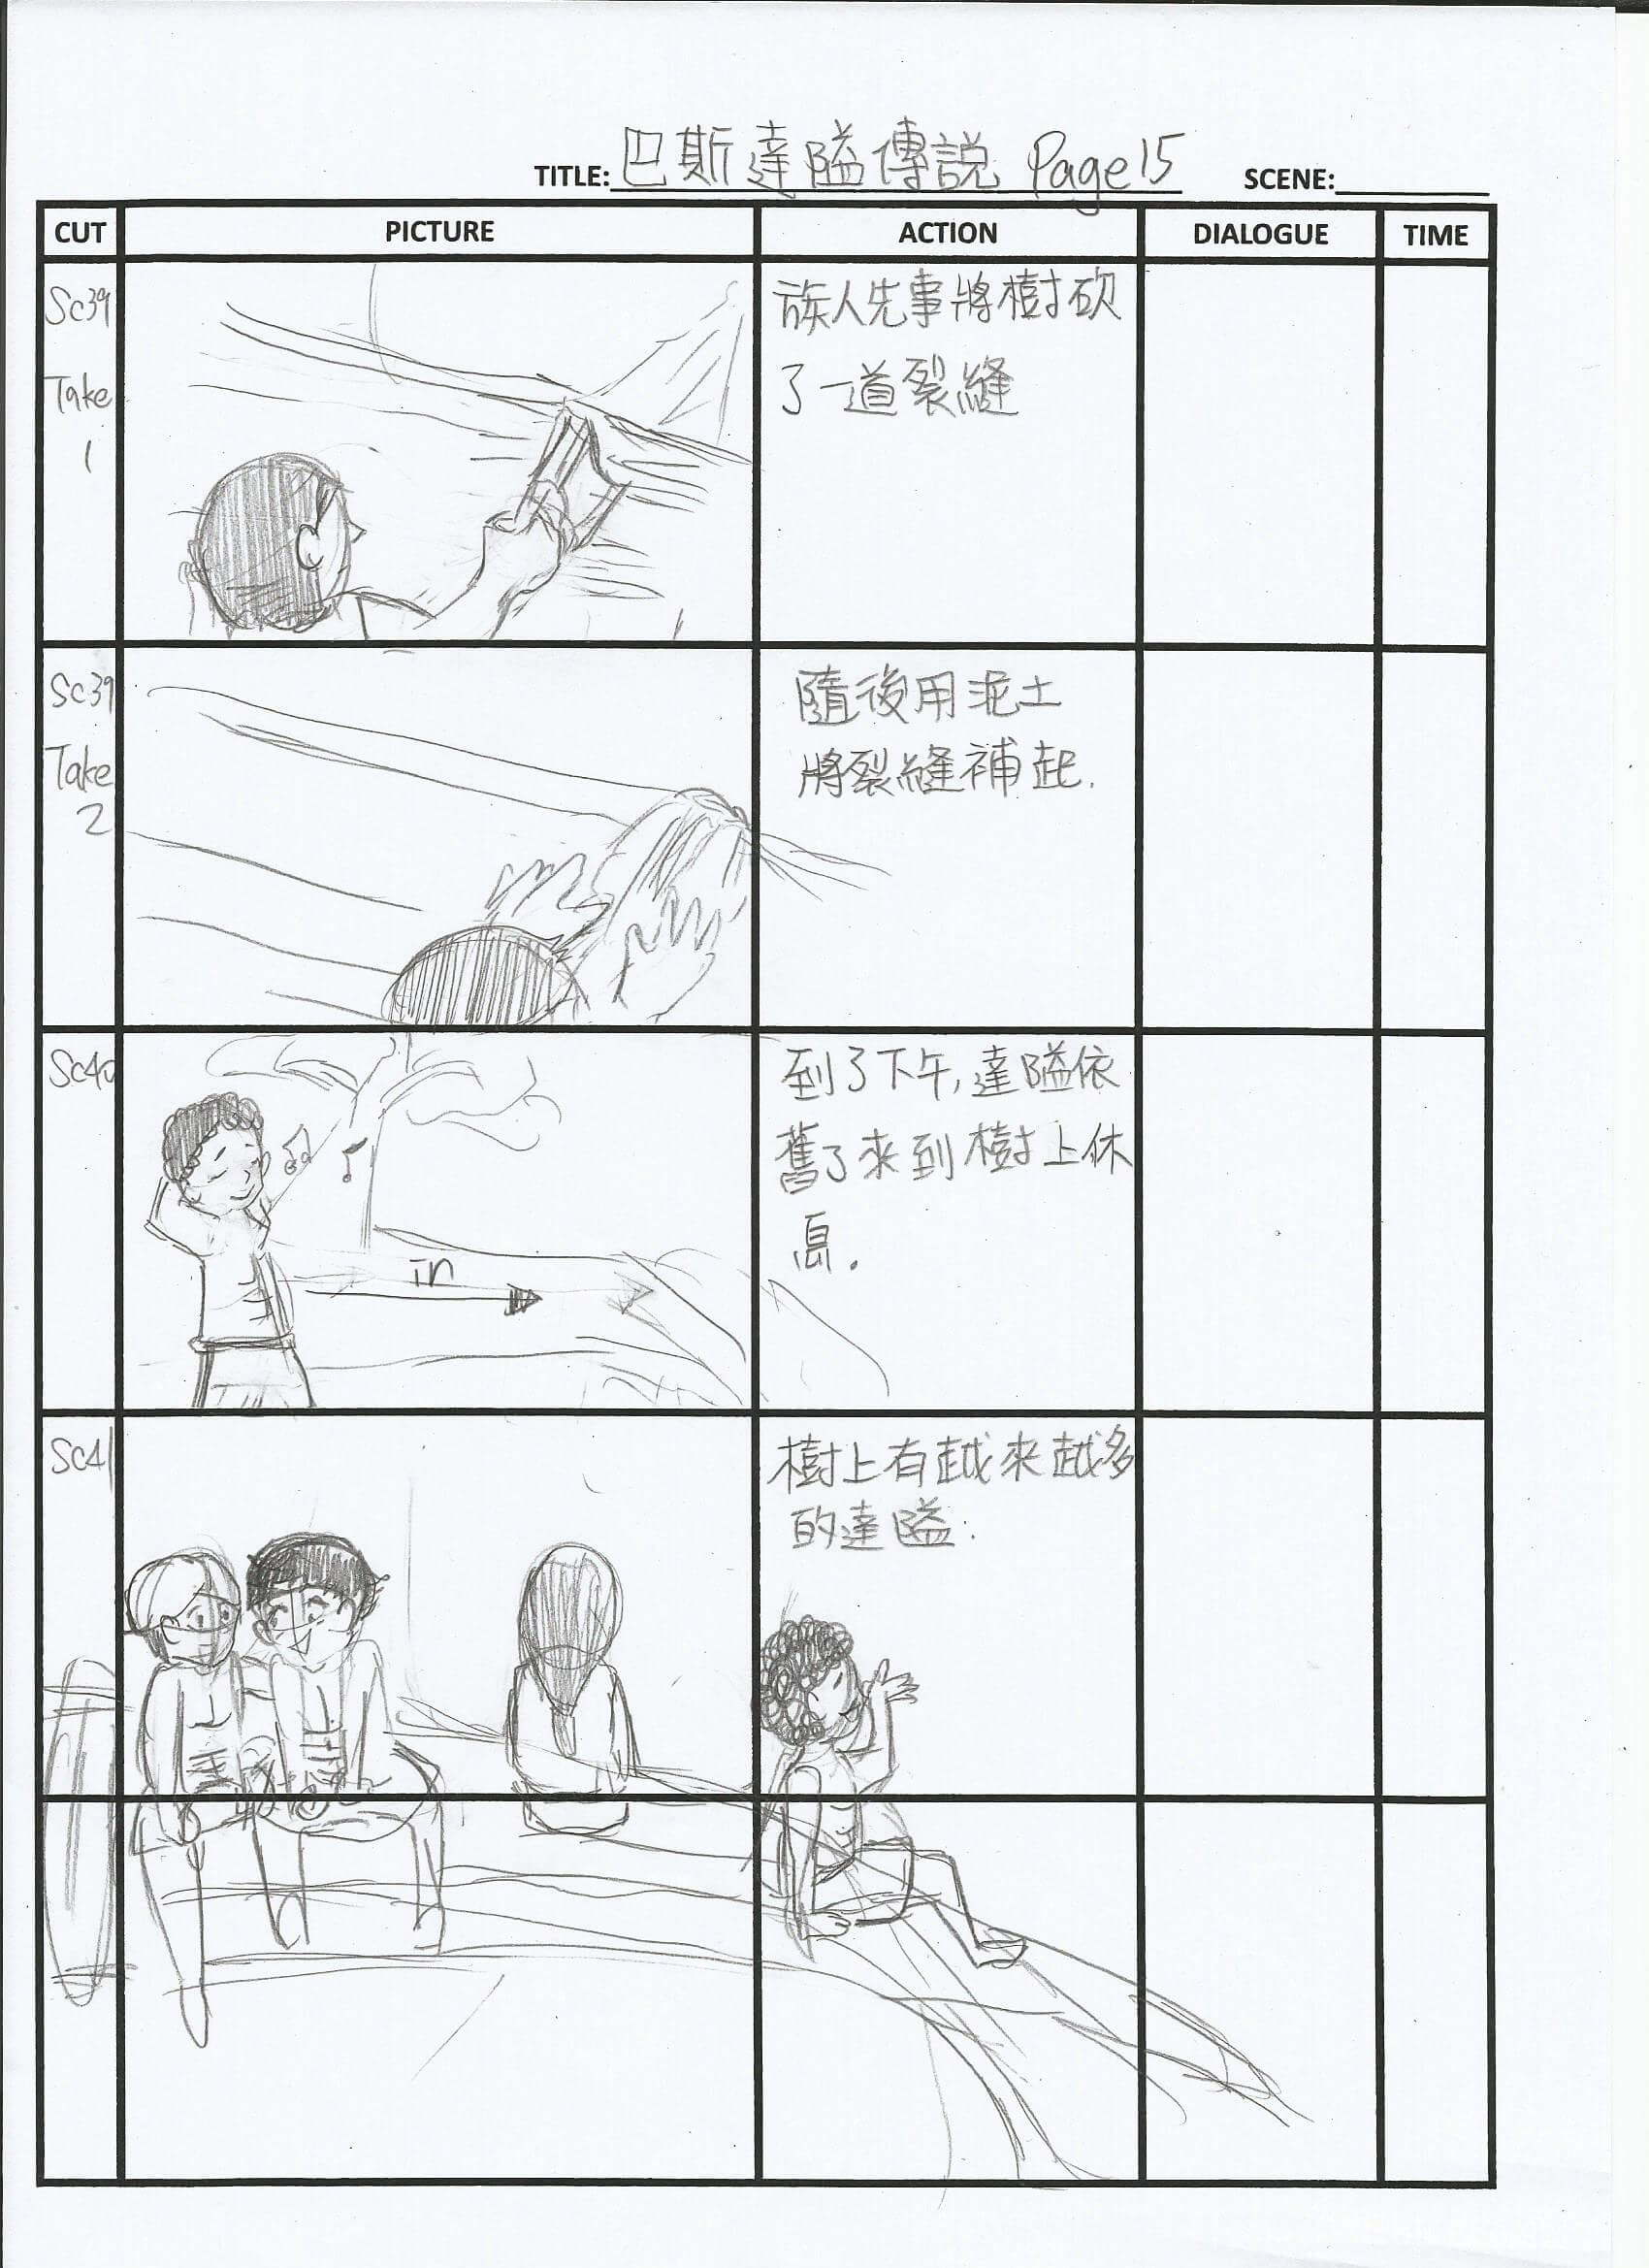 TITLE: 巴斯達隘傳說 Page 15 SCENE:
CUT PICTURE ACTION DIALOGUE TIME
Sc39
Take
1
族人先事將樹砍
了一道裂縫
Sc39
Take
2
隨後用泥土
將裂縫補起.
Sc40
in
到了下午,達隘依
舊了來到樹上休
息.
Sc41
樹上有越來越多
的達隘.